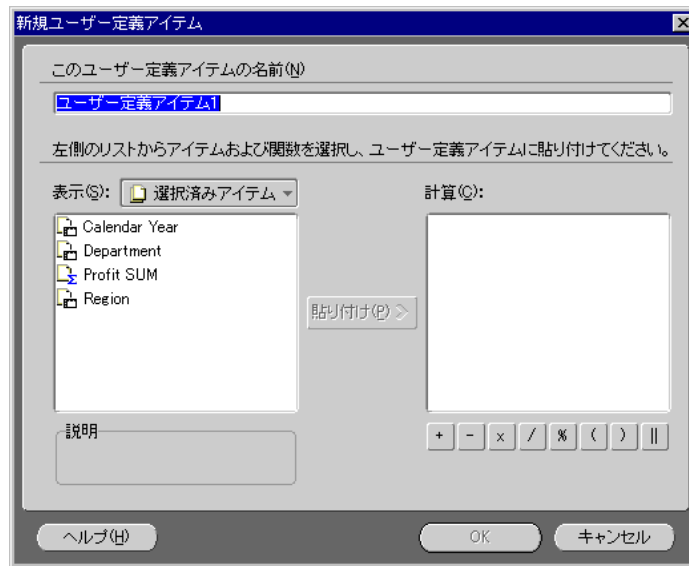 新規ユーザー定義アイテム
このユーザー定義アイテムの名前(N)
ユーザー定義アイテム1
左側のリストからアイテムおよび関数を選択し、ユーザー定義アイテムに貼り付けてください。
表示(S): 選択済みアイテム 計算(C):
Calendar Year
Department
Profit SUM
Region
貼り付け(P) >
説明
+ - x / % ( ) ||
ヘルプ(H) OK キャンセル